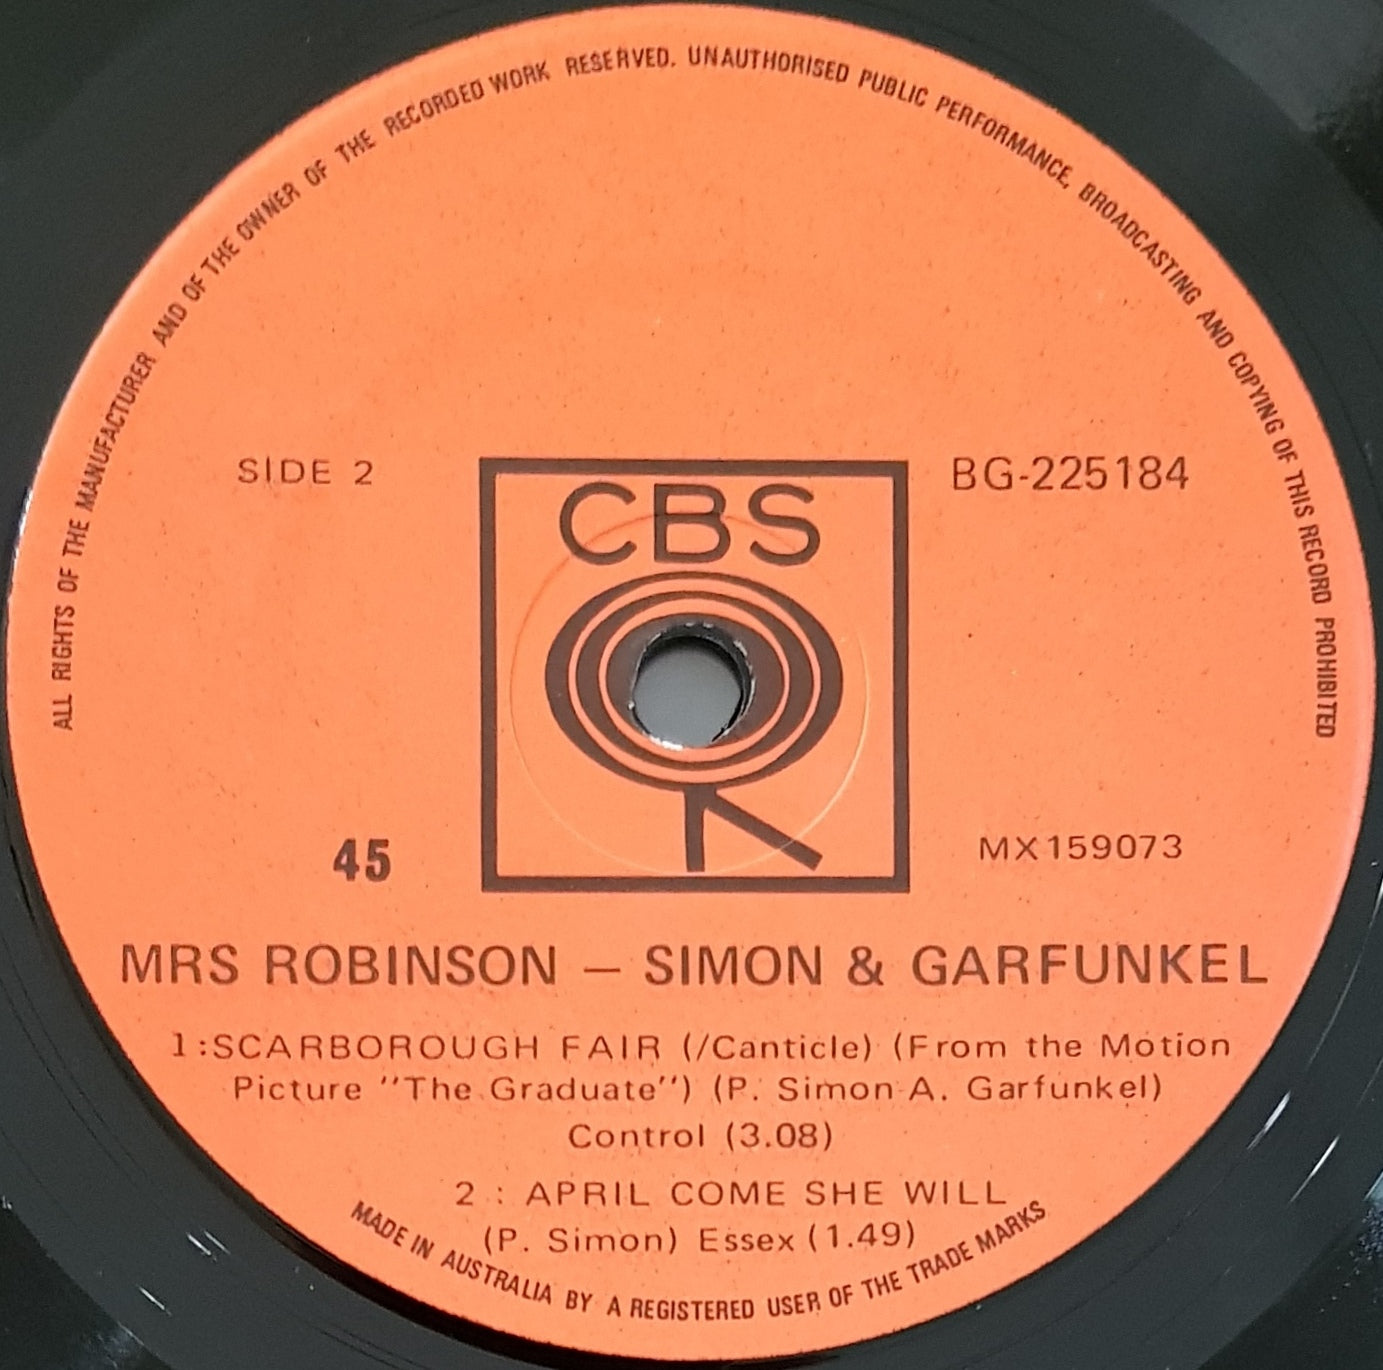 ALL RIGHTS OF THE MANUFACTURER AND OF THE OWNER OF THE RECORDED WORK RESERVED. UNAUTHORISED PUBLIC PERFORMANCE, BROADCASTING AND COPYING OF THIS RECORD PROHIBITED
SIDE 2
BG-225184
CBS
45
MX159073
MRS ROBINSON – SIMON & GARFUNKEL
1:SCARBOROUGH FAIR (/Canticle) (From the Motion
Picture "The Graduate") (P. Simon-A. Garfunkel)
Control (3.08)
2 : APRIL COME SHE WILL
(P. Simon) Essex (1.49)
MADE IN AUSTRALIA BY A REGISTERED USER OF THE TRADE MARKS